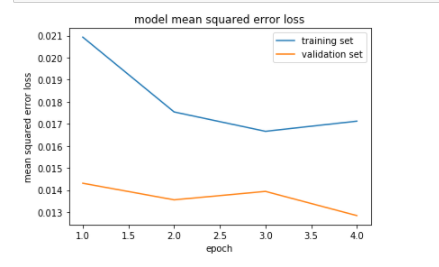 model mean squared error loss
training set
validation set
0.021
0.020
0.019
0.018
0.017
0.016
0.015
0.014
0.013
mean squared error loss
1.0 1.5 2.0 2.5 3.0 3.5 4.0
epoch